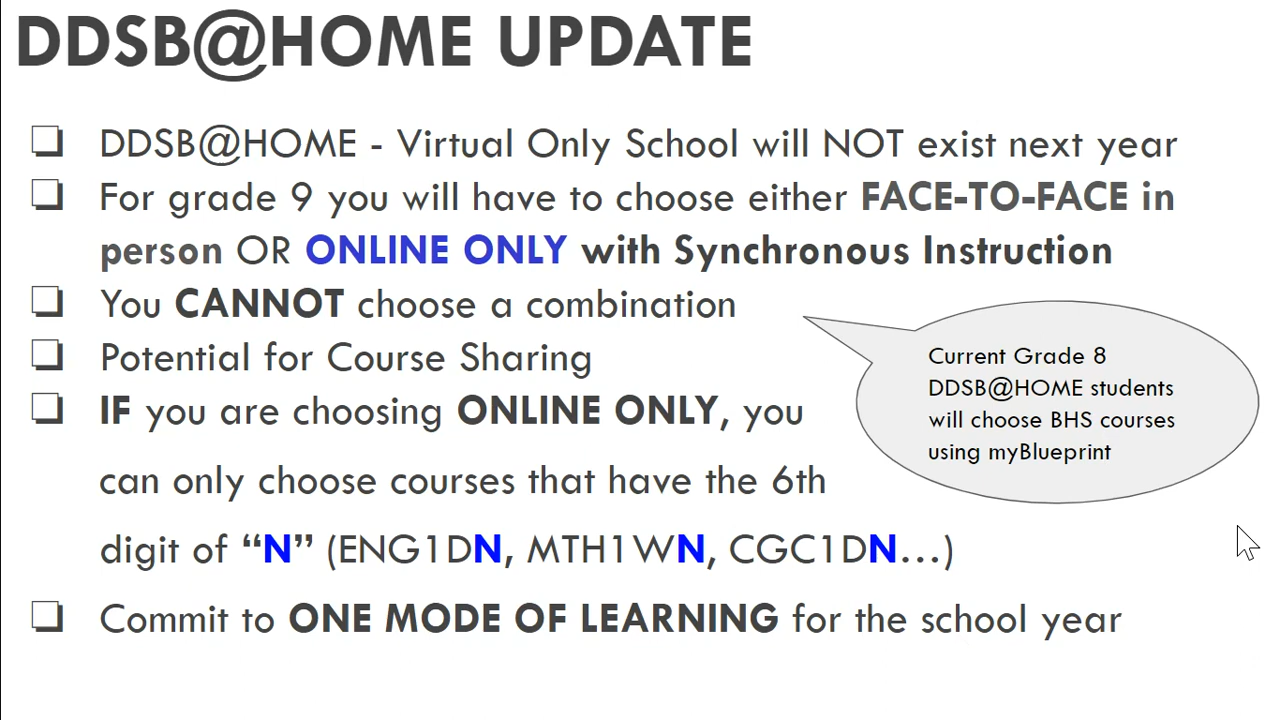 DDSB@HOME UPDATE
❏ DDSB@HOME - Virtual Only School will NOT exist next year
❏ For grade 9 you will have to choose either FACE-TO-FACE in
person OR ONLINE ONLY with Synchronous Instruction
❏ You CANNOT choose a combination
❏ Potential for Course Sharing
❏ IF you are choosing ONLINE ONLY, you
can only choose courses that have the 6th
digit of “N” (ENG1DN, MTH1WN, CGC1DN...)
❏ Commit to ONE MODE OF LEARNING for the school year
Current Grade 8
DDSB@HOME students
will choose BHS courses
using myBlueprint